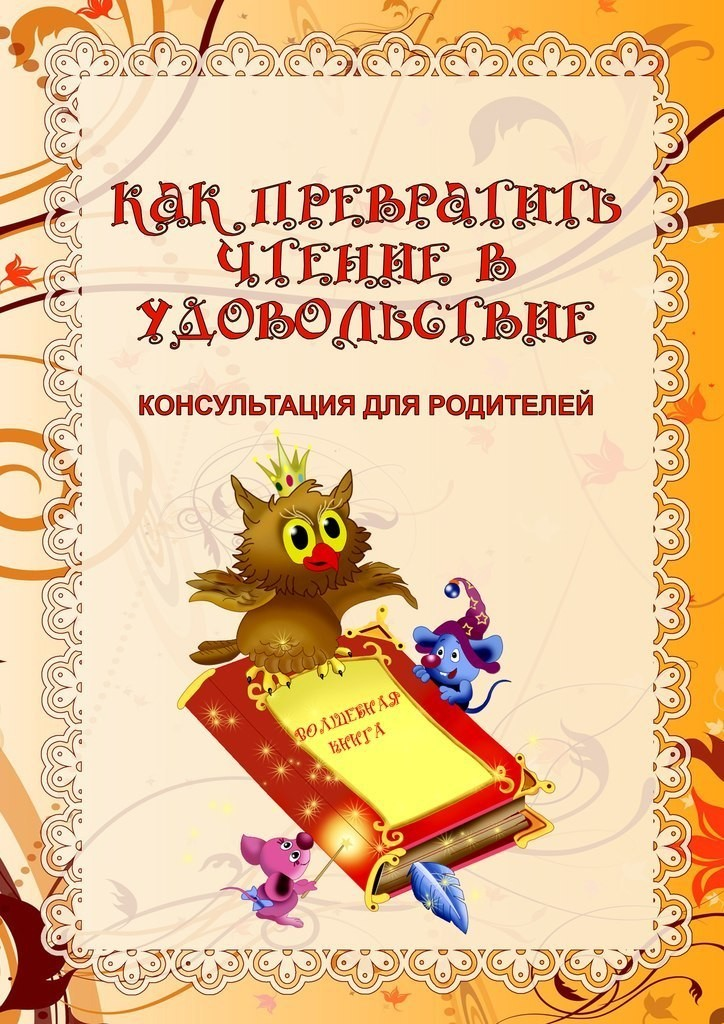 КАК ПРЕВРАТИТЬ
ЧТЕНИЕ В
УДОВОЛЬСТВИЕ
КОНСУЛЬТАЦИЯ ДЛЯ РОДИТЕЛЕЙ
ВОЛШЕБНАЯ
КНИГА